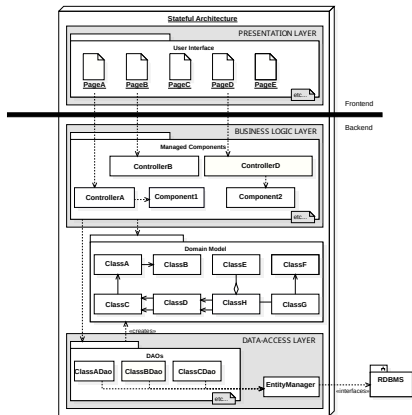 Stateful Architecture
PRESENTATION LAYER
User Interface
PageA PageB PageC PageD PageE
etc...
Frontend
Backend
BUSINESS LOGIC LAYER
Managed Components
ControllerB ControllerD
ControllerA Component1 Component2
etc...
Domain Model
ClassA ClassB ClassE ClassF
ClassC ClassD ClassH ClassG
«creates»
DATA-ACCESS LAYER
DAOs
ClassADao ClassBDao ClassCDao
EntityManager
«interfaces»
RDBMS
etc...